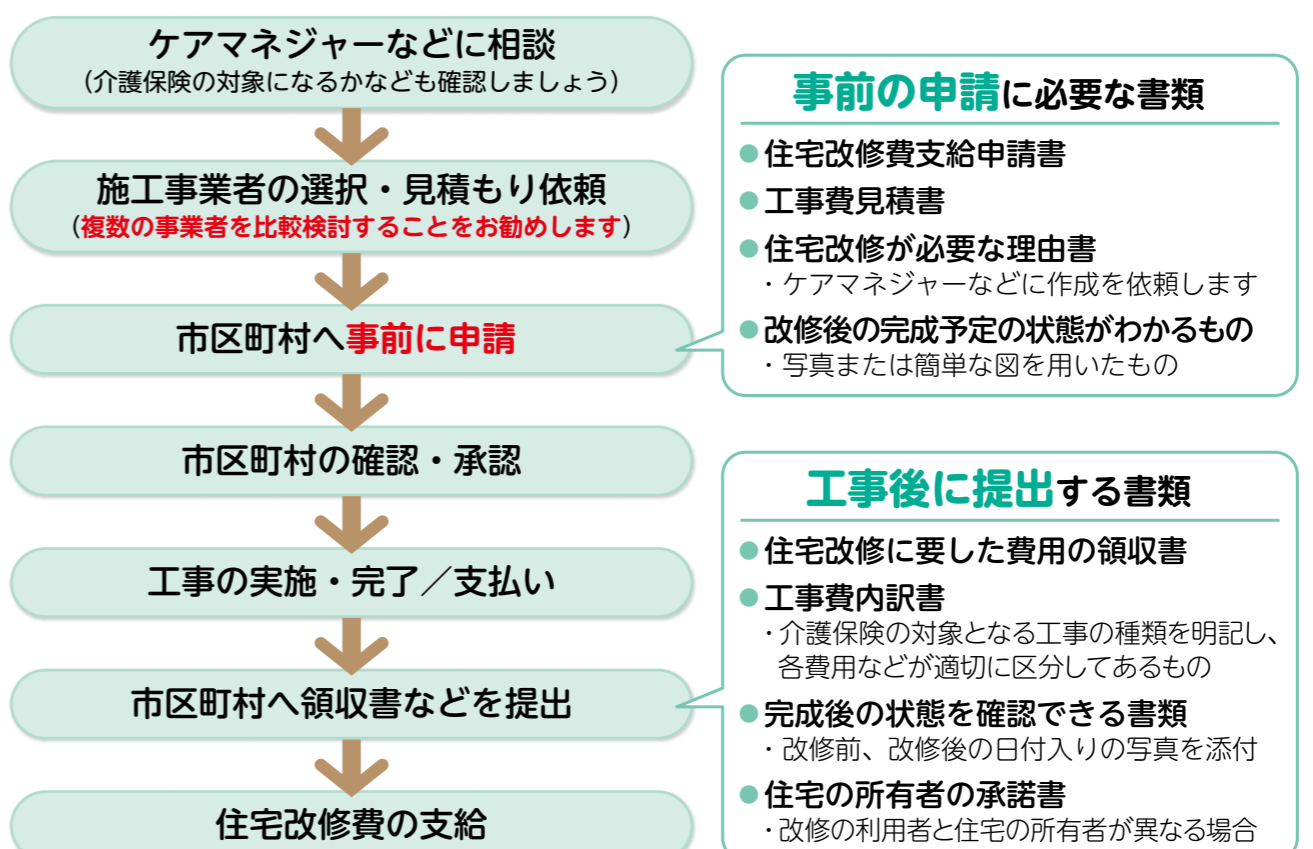 ケアマネジャーなどに相談
（介護保険の対象になるかなども確認しましょう）
施工事業者の選択・見積もり依頼
（複数の事業者を比較検討することをお勧めします）
市区町村へ事前に申請
市区町村の確認・承認
工事の実施・完了／支払い
市区町村へ領収書などを提出
住宅改修費の支給
事前の申請に必要な書類
●住宅改修費支給申請書
●工事費見積書
●住宅改修が必要な理由書
・ケアマネジャーなどに作成を依頼します
●改修後の完成予定の状態がわかるもの
・写真または簡単な図を用いたもの
工事後に提出する書類
●住宅改修に要した費用の領収書
●工事費内訳書
・介護保険の対象となる工事の種類を明記し、
各費用などが適切に区分してあるもの
●完成後の状態を確認できる書類
・改修前、改修後の日付入りの写真を添付
●住宅の所有者の承諾書
・改修の利用者と住宅の所有者が異なる場合